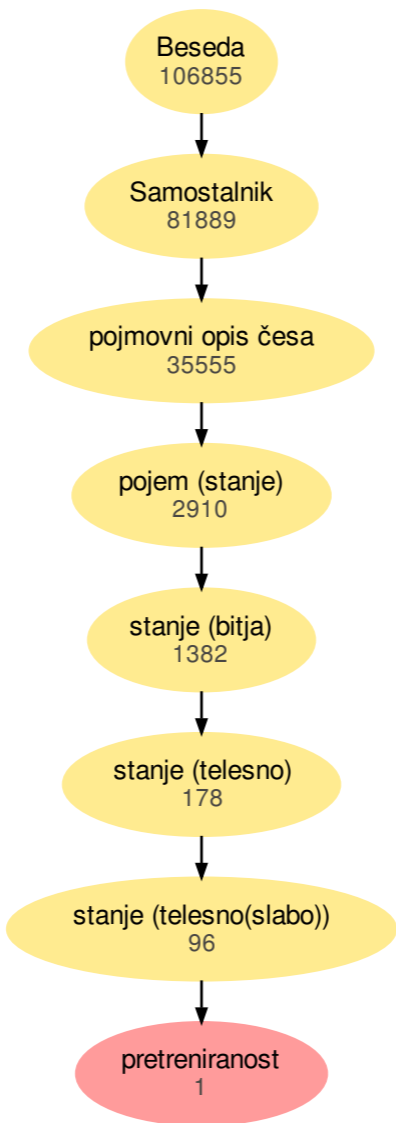 Beseda
106855
Samostalnik
81889
pojmovni opis česa
35555
pojem (stanje)
2910
stanje (bitja)
1382
stanje (telesno)
178
stanje (telesno(slabo))
96
pretreniranost
1